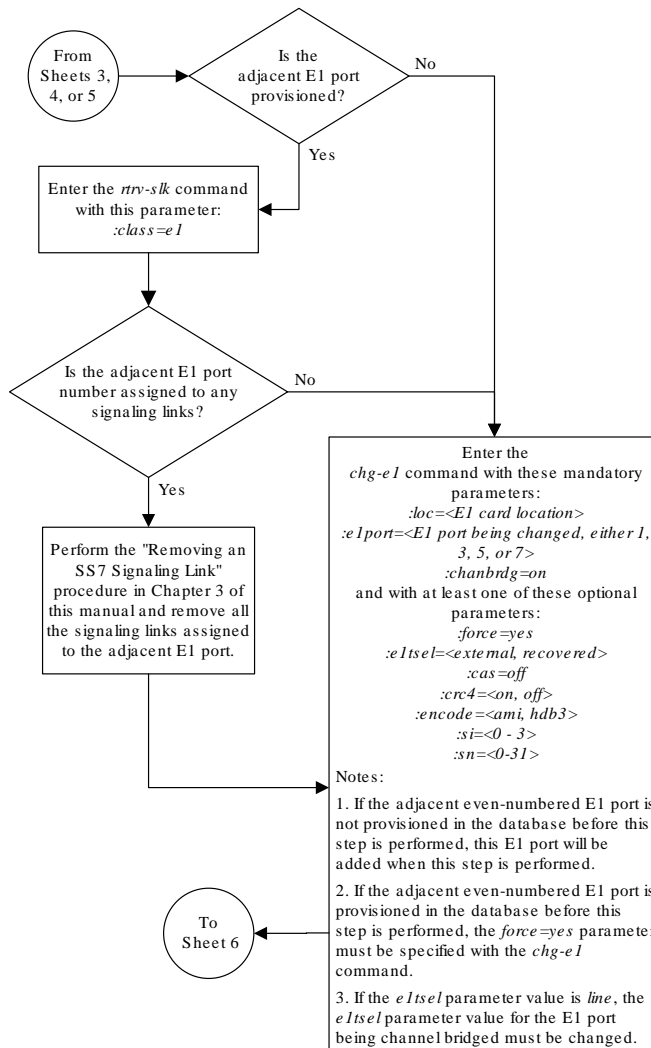 From
Sheets 3,
4, or 5
Is the
adjacent E1 port
provisioned?
No
Yes
Enter the rtrv-slk command
with this parameter:
:class=e1
Is the adjacent E1 port
number assigned to any
signaling links?
No
Yes
Perform the "Removing an
SS7 Signaling Link"
procedure in Chapter 3 of
this manual and remove all
the signaling links assigned
to the adjacent E1 port.
Enter the
chg-e1 command with these mandatory
parameters:
:loc=<E1 card location>
:e1port=<E1 port being changed, either 1,
3, 5, or 7>
:chanbrdg=on
and with at least one of these optional
parameters:
:force=yes
:e1tsel=<external, recovered>
:cas=off
:crc4=<on, off>
:encode=<ami, hdb3>
:si=<0 - 3>
:sn=<0-31>
Notes:
1. If the adjacent even-numbered E1 port is
not provisioned in the database before this
step is performed, this E1 port will be
added when this step is performed.
2. If the adjacent even-numbered E1 port is
provisioned in the database before this
step is performed, the force=yes parameter
must be specified with the chg-e1
command.
3. If the e1tsel parameter value is line, the
e1tsel parameter value for the E1 port
being channel bridged must be changed.
To
Sheet 6